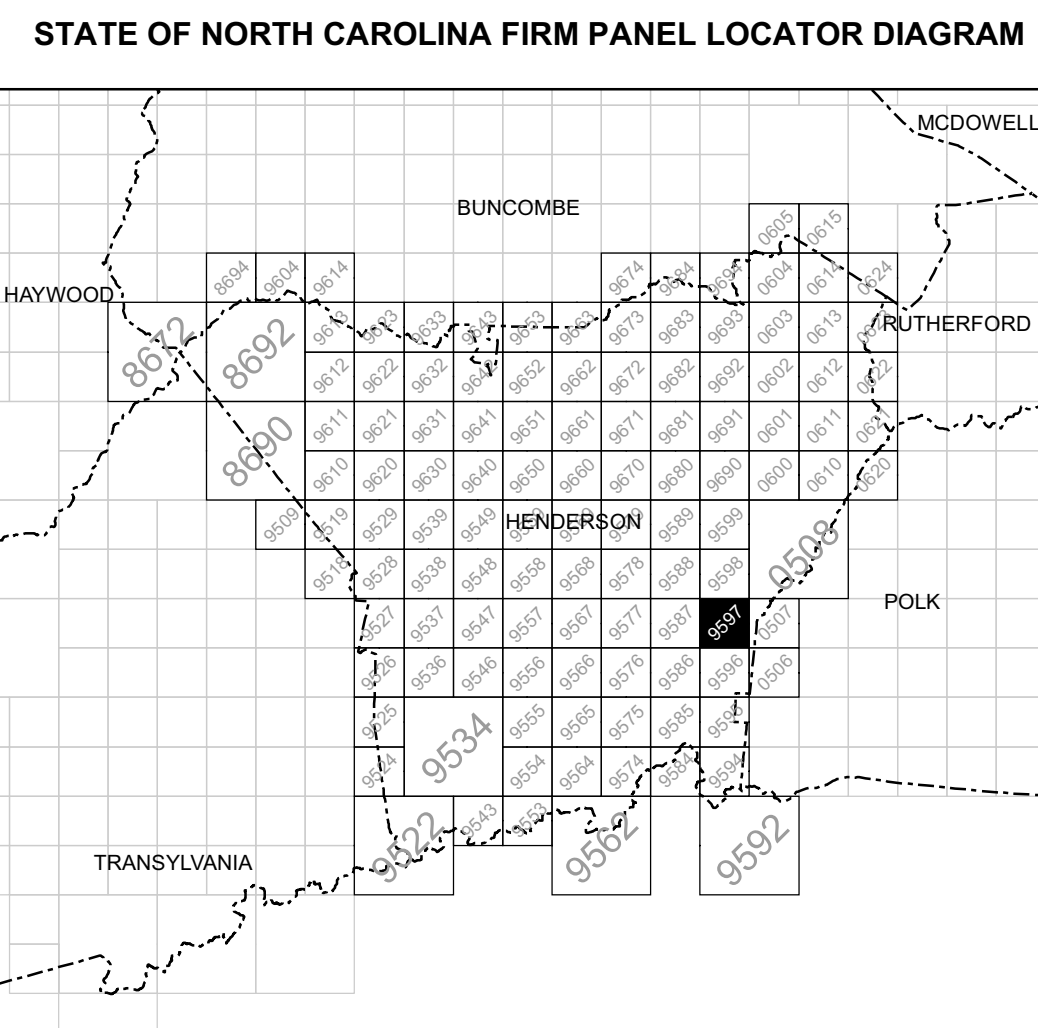 STATE OF NORTH CAROLINA FIRM PANEL LOCATOR DIAGRAM
MCDOWELL
BUNCOMBE
0605 0615
8694 9604 9614 9674 9684 9694 0604 0614 0624
HAYWOOD
8672 8692 9613 9623 9633 9643 9653 9663 9673 9683 9693 0603 0613 0623 RUTHERFORD
9612 9622 9632 9642 9652 9662 9672 9682 9692 0602 0612 0622
8690 9611 9621 9631 9641 9651 9661 9671 9681 9691 0601 0611 0621
9610 9620 9630 9640 9650 9660 9670 9680 9690 0600 0610 0620
9509 9519 9529 9539 9549 HENDERSON 9589 9599 0508
9518 9528 9538 9548 9558 9568 9578 9588 9598
POLK
9527 9537 9547 9557 9567 9577 9587 9597 0507
9526 9536 9546 9556 9566 9576 9586 9596 0506
9525 9534 9555 9565 9575 9585 9595
9524 9554 9564 9574 9584 9594
9522 9543 9553 9562 9592
TRANSYLVANIA